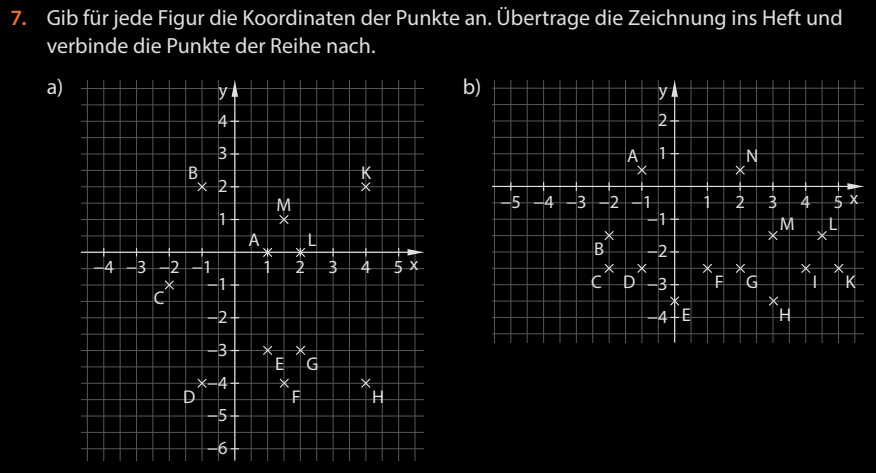 7. Gib für jede Figur die Koordinaten der Punkte an. Übertrage die Zeichnung ins Heft und
verbinde die Punkte der Reihe nach.
a)
y
4
3
B
K
2
M
1
A
L
-4 -3 -2 -1 1 2 3 4 5 x
-1
C
-2
-3
E
G
-4
D
F
H
-5
-6
b)
y
2
A
1
N
-5 -4 -3 -2 -1 1 2 3 4 5 x
-1
M
L
B
-2
C
D
-3
F
G
I
K
-4
E
H